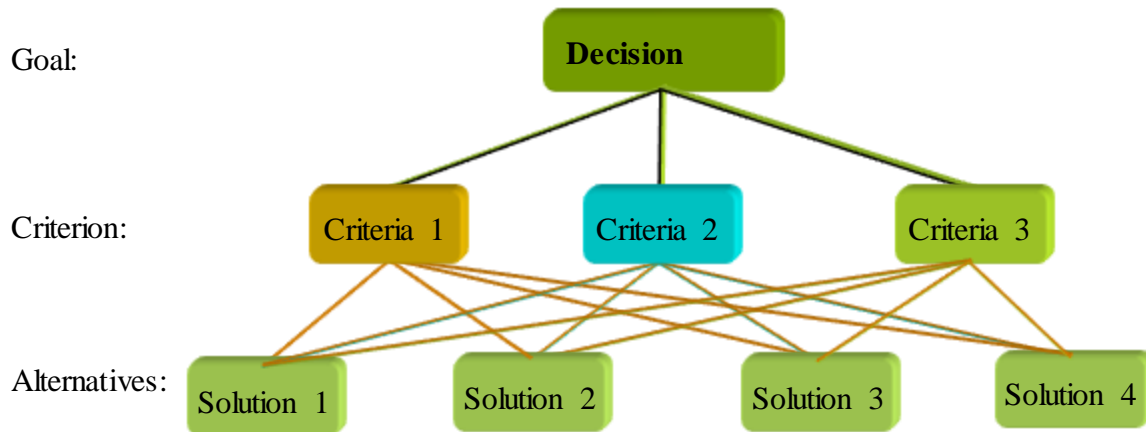 Goal:
Decision
Criterion:
Criteria 1
Criteria 2
Criteria 3
Alternatives:
Solution 1
Solution 2
Solution 3
Solution 4